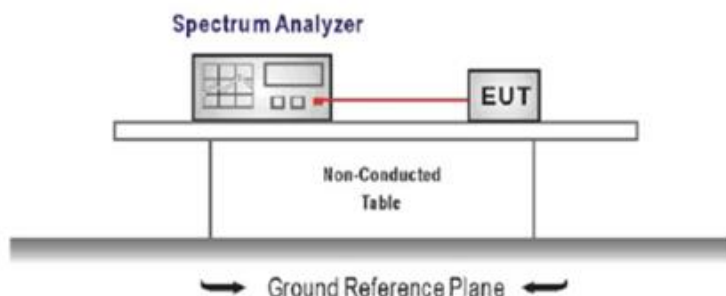 Spectrum Analyzer
EUT
Non-Conducted
Table
Ground Reference Plane